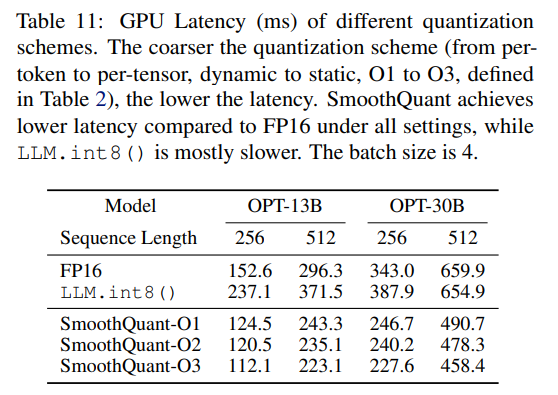 Table 11: GPU Latency (ms) of different quantization
schemes. The coarser the quantization scheme (from per-
token to per-tensor, dynamic to static, O1 to O3, defined
in Table 2), the lower the latency. SmoothQuant achieves
lower latency compared to FP16 under all settings, while
LLM.int8() is mostly slower. The batch size is 4.
Model OPT-13B OPT-30B
Sequence Length 256 512 256 512
FP16 152.6 296.3 343.0 659.9
LLM.int8() 237.1 371.5 387.9 654.9
SmoothQuant-O1 124.5 243.3 246.7 490.7
SmoothQuant-O2 120.5 235.1 240.2 478.3
SmoothQuant-O3 112.1 223.1 227.6 458.4